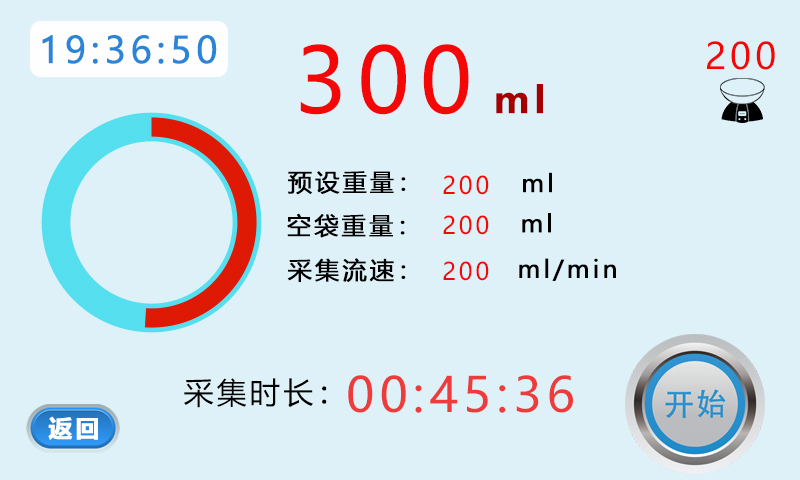 19:36:50
300 ml
200
预设重量： 200 ml
空袋重量： 200 ml
采集流速： 200 ml/min
采集时长：00:45:36
开始
返回